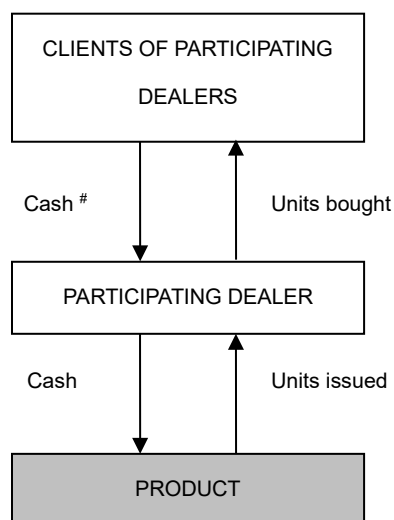 CLIENTS OF PARTICIPATING
DEALERS
Cash #
Units bought
PARTICIPATING DEALER
Cash
Units issued
PRODUCT